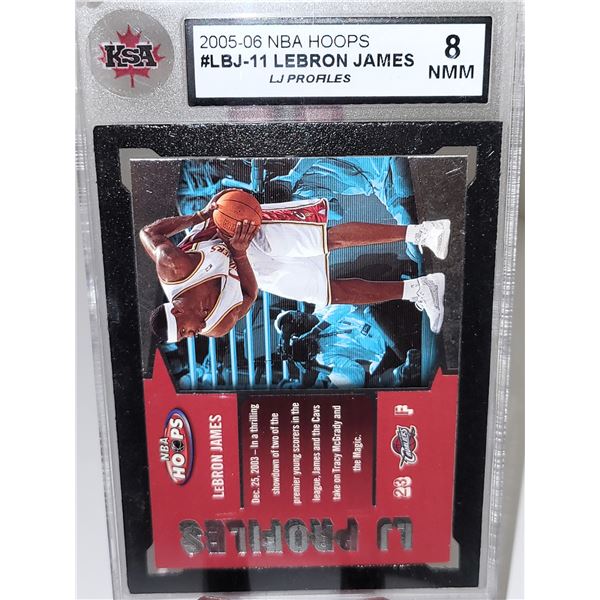 KSA
2005-06 NBA HOOPS
#LBJ-11 LEBRON JAMES
LJ PROFILES
8
NMM
NBA
HOOPS
LeBRON JAMES
Dec. 25, 2003 – In a thrilling
showdown of two of the
premier young scorers in the
league, James and the Cavs
take on Tracy McGrady and
the Magic.
23
F
LJ PROFILES